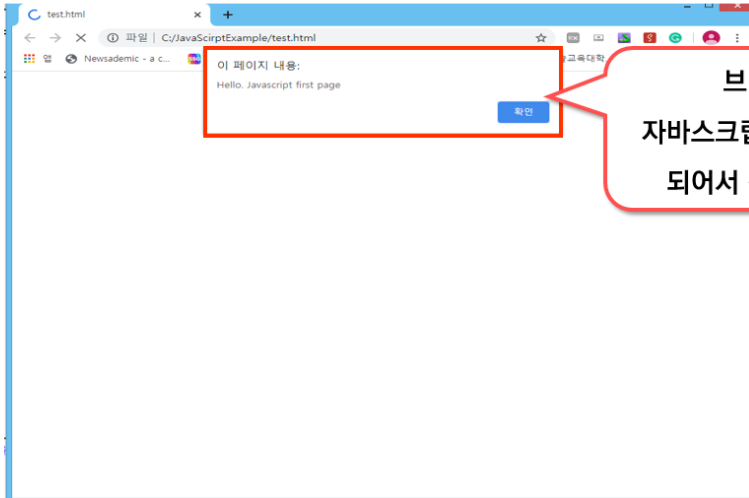 test.html
파일 | C:/JavaScirptExample/test.html
앱 Newsademic - a c...
교육대학
이 페이지 내용:
Hello. Javascript first page
확인
브
자바스크립
되어서